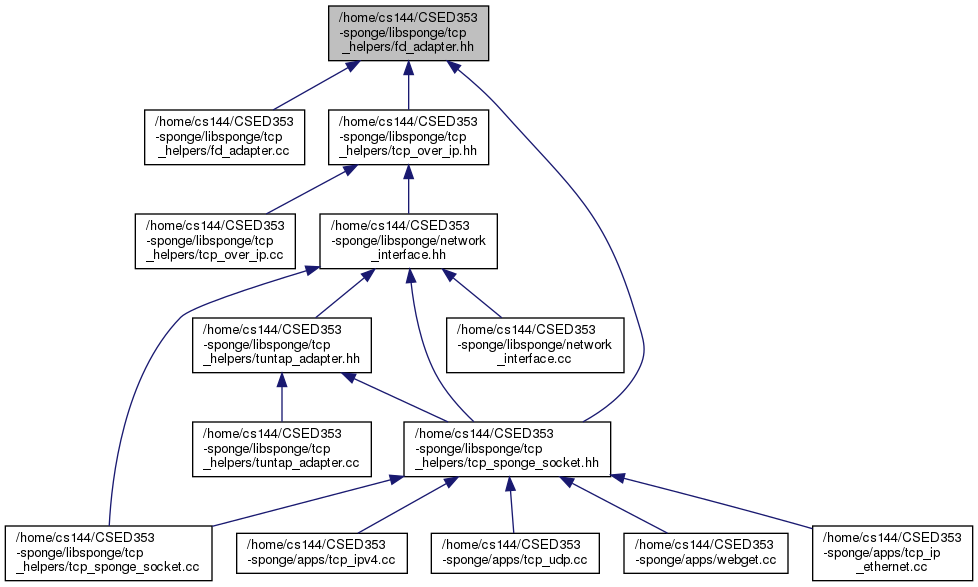 /home/cs144/CSED353
-sponge/libsponge/tcp
_helpers/fd_adapter.hh
/home/cs144/CSED353
-sponge/libsponge/tcp
_helpers/fd_adapter.cc
/home/cs144/CSED353
-sponge/libsponge/tcp
_helpers/tcp_over_ip.hh
/home/cs144/CSED353
-sponge/libsponge/tcp
_helpers/tcp_over_ip.cc
/home/cs144/CSED353
-sponge/libsponge/network
_interface.hh
/home/cs144/CSED353
-sponge/libsponge/tcp
_helpers/tuntap_adapter.hh
/home/cs144/CSED353
-sponge/libsponge/network
_interface.cc
/home/cs144/CSED353
-sponge/libsponge/tcp
_helpers/tuntap_adapter.cc
/home/cs144/CSED353
-sponge/libsponge/tcp
_helpers/tcp_sponge_socket.hh
/home/cs144/CSED353
-sponge/libsponge/tcp
_helpers/tcp_sponge_socket.cc
/home/cs144/CSED353
-sponge/apps/tcp_ipv4.cc
/home/cs144/CSED353
-sponge/apps/tcp_udp.cc
/home/cs144/CSED353
-sponge/apps/webget.cc
/home/cs144/CSED353
-sponge/apps/tcp_ip
_ethernet.cc